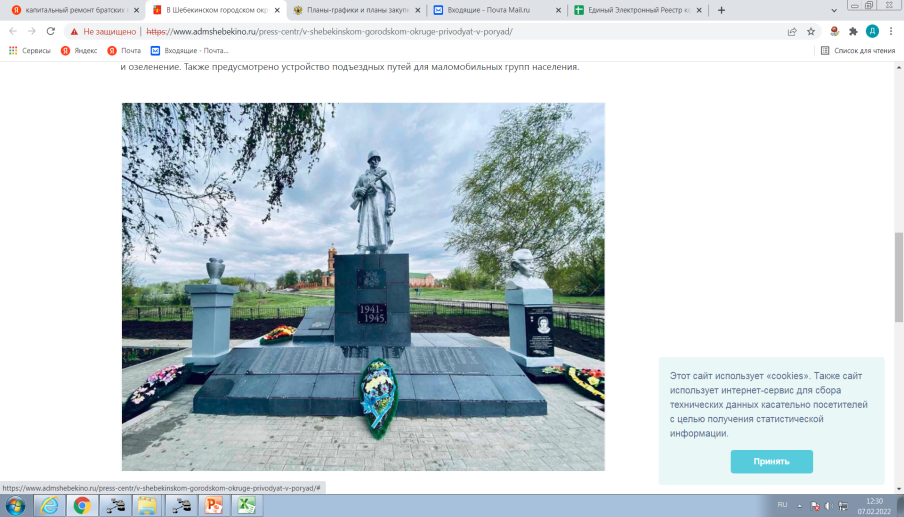 капитальный ремонт братских
В Шебекинском городском окр
Планы-графики и планы закуп
Входящие - Почта Mail.ru
Единый Электронный Реестр
Не защищено
https://www.admshebekino.ru/press-centr/v-shebekinskom-gorodskom-okruge-privodyat-v-poryad/
Сервисы
Яндекс
Почта
Входящие - Почта...
Список для чтения
и озеленение. Также предусмотрено устройство подъездных путей для маломобильных групп населения.
1941-
1945
Этот сайт использует «cookies». Также сайт
использует интернет-сервис для сбора
технических данных касательно посетителей
с целью получения статистической
информации.
Принять
https://www.admshebekino.ru/press-centr/v-shebekinskom-gorodskom-okruge-privodyat-v-poryad/#
RU
12:30
07.02.2022